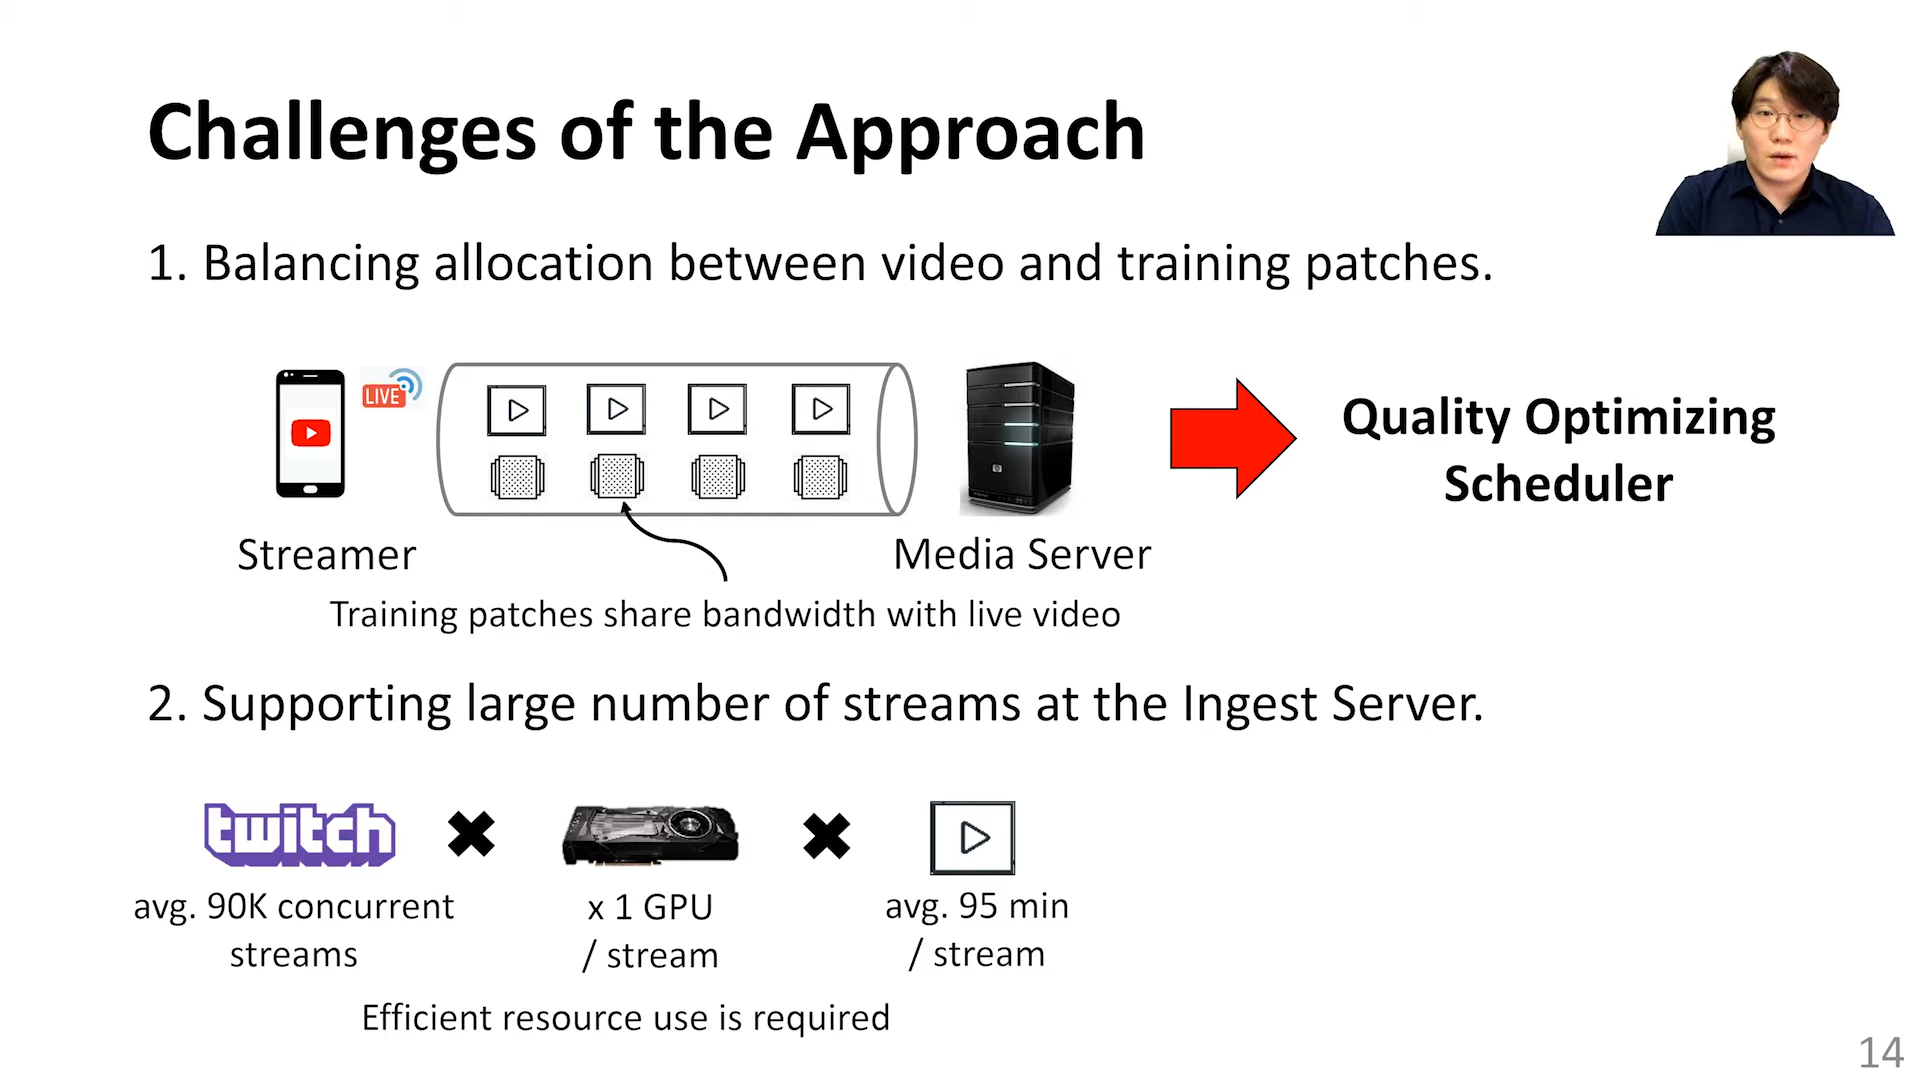 Challenges of the Approach
1. Balancing allocation between video and training patches.
LIVE
Quality Optimizing
Scheduler
Streamer
Media Server
Training patches share bandwidth with live video
2. Supporting large number of streams at the Ingest Server.
twitch
avg. 90K concurrent
streams
x 1 GPU
/ stream
avg. 95 min
/ stream
Efficient resource use is required
14